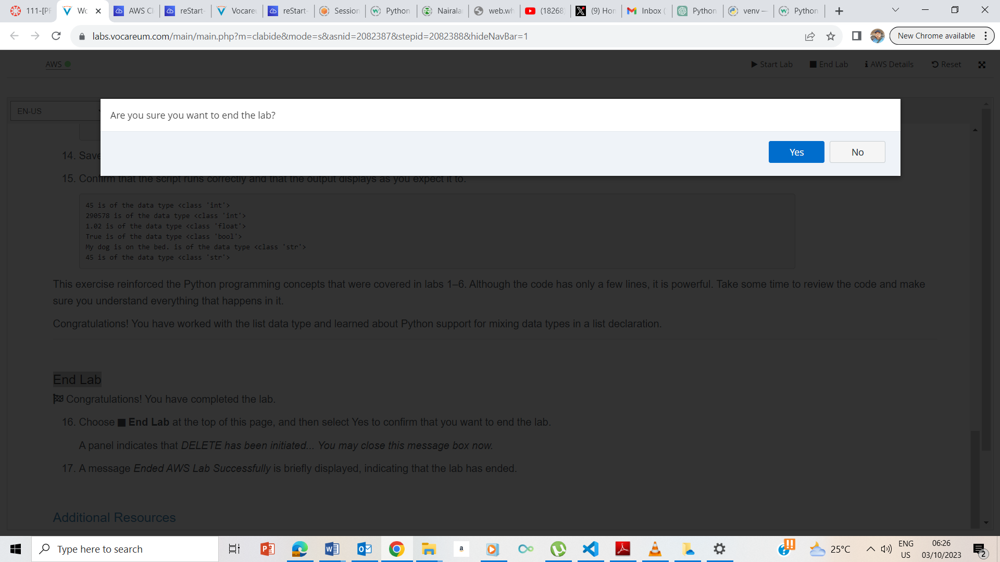 111-[PF
Wo
AWS Cl
reStart-
Vocareu
reStart-
Session
Python
Nairala
web.wh
(18268
(9) Hon
Inbox (
Python
venv —
Python
labs.vocareum.com/main/main.php?m=clabide&mode=s&asnid=2082387&stepid=2082388&hideNavBar=1
New Chrome available
AWS
Start Lab
End Lab
AWS Details
Reset
EN-US
Are you sure you want to end the lab?
Yes
No
14. Save
15. Confirm that the script runs correctly and that the output displays as you expect it to.
45 is of the data type <class 'int'>
290578 is of the data type <class 'int'>
1.02 is of the data type <class 'float'>
True is of the data type <class 'bool'>
My dog is on the bed. is of the data type <class 'str'>
45 is of the data type <class 'str'>
This exercise reinforced the Python programming concepts that were covered in labs 1–6. Although the code has only a few lines, it is powerful. Take some time to review the code and make
sure you understand everything that happens in it.
Congratulations! You have worked with the list data type and learned about Python support for mixing data types in a list declaration.
End Lab
Congratulations! You have completed the lab.
16. Choose ■ End Lab at the top of this page, and then select Yes to confirm that you want to end the lab.
A panel indicates that DELETE has been initiated... You may close this message box now.
17. A message Ended AWS Lab Successfully is briefly displayed, indicating that the lab has ended.
Additional Resources
Type here to search
25°C
ENG
US
06:26
03/10/2023
2